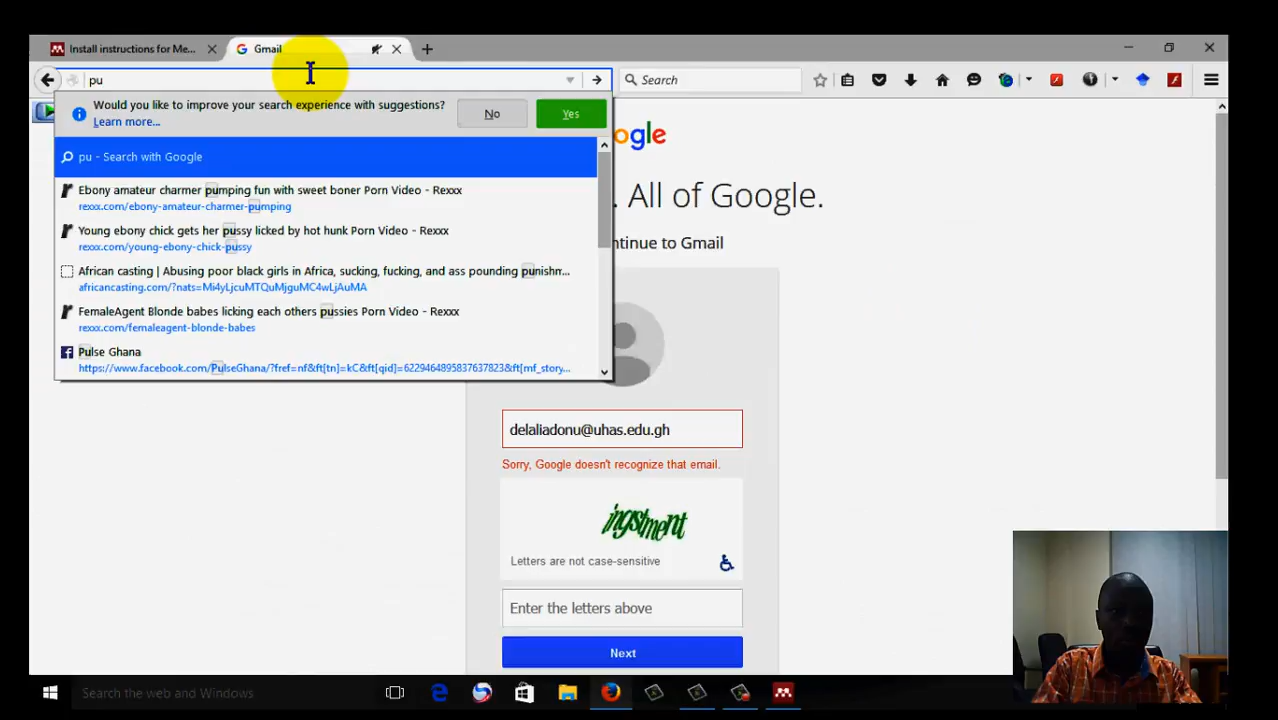 Install instructions for Me...
Gmail
pu
Search
Would you like to improve your search experience with suggestions?
Learn more...
No
Yes
pu - Search with Google
Ebony amateur charmer pumping fun with sweet boner Porn Video - Rexxx
rexxx.com/ebony-amateur-charmer-pumping
Young ebony chick gets her pussy licked by hot hunk Porn Video - Rexxx
rexxx.com/young-ebony-chick-pussy
African casting | Abusing poor black girls in Africa, sucking, fucking, and ass pounding punishm...
africancasting.com/?nats=Mi4yLjcuMTQuMjguMC4wLjAuMA
FemaleAgent Blonde babes licking each others pussies Porn Video - Rexxx
rexxx.com/femaleagent-blonde-babes
Pulse Ghana
https://www.facebook.com/PulseGhana/?fref=nf&ft[tn]=kC&ft[qid]=6229464895837637823&ft[mf_story...
ogle
. All of Google.
ntinue to Gmail
delaliadonu@uhas.edu.gh
Sorry, Google doesn't recognize that email.
ingstment
Letters are not case-sensitive
Enter the letters above
Next
Search the web and Windows